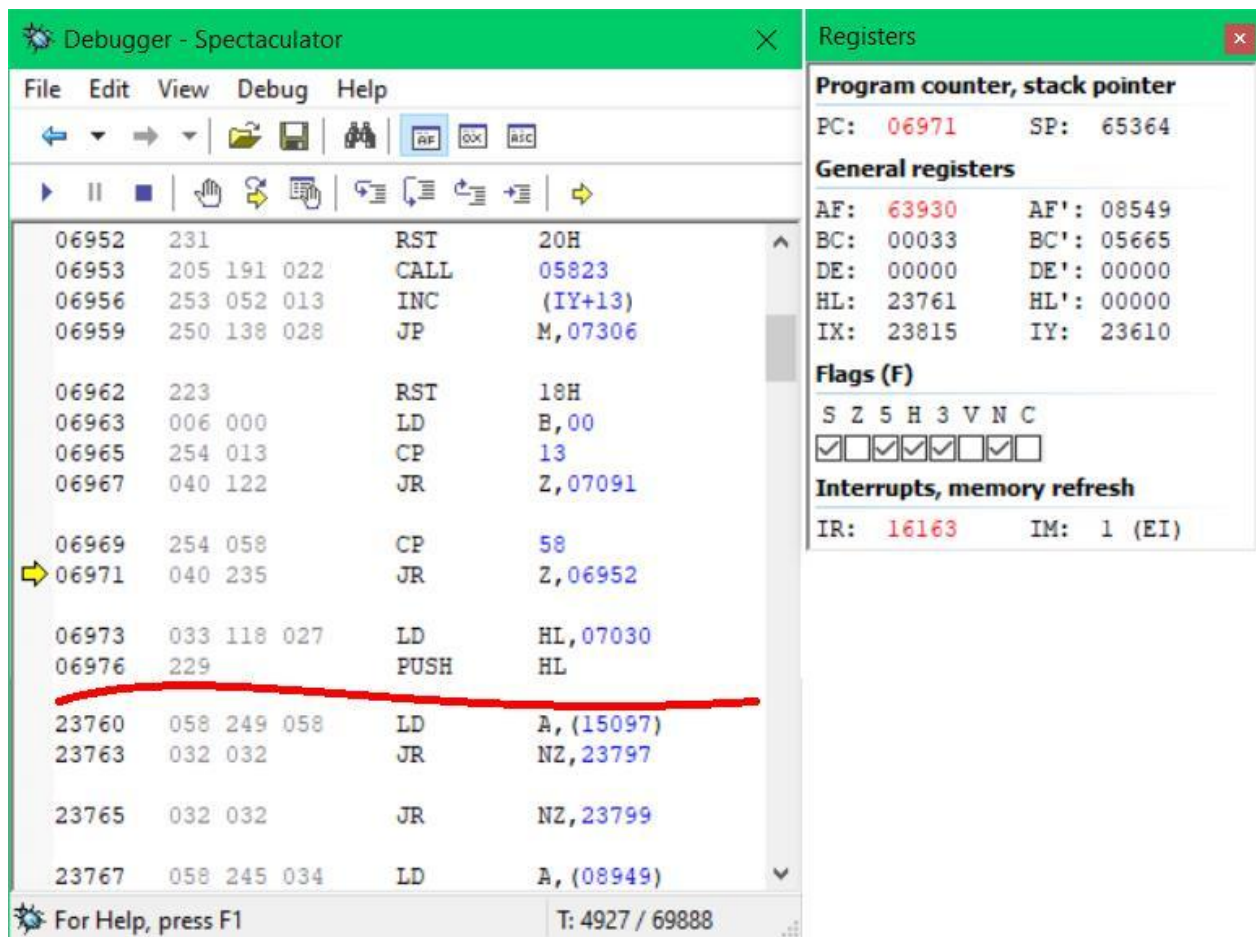 Debugger - Spectaculator
File Edit View Debug Help
AF 0X ASC
06952 231 RST 20H
06953 205 191 022 CALL 05823
06956 253 052 013 INC (IY+13)
06959 250 138 028 JP M,07306
06962 223 RST 18H
06963 006 000 LD B,00
06965 254 013 CP 13
06967 040 122 JR Z,07091
06969 254 058 CP 58
06971 040 235 JR Z,06952
06973 033 118 027 LD HL,07030
06976 229 PUSH HL
23760 058 249 058 LD A,(15097)
23763 032 032 JR NZ,23797
23765 032 032 JR NZ,23799
23767 058 245 034 LD A,(08949)
For Help, press F1 T: 4927 / 69888
Registers
Program counter, stack pointer
PC: 06971 SP: 65364
General registers
AF: 63930 AF': 08549
BC: 00033 BC': 05665
DE: 00000 DE': 00000
HL: 23761 HL': 00000
IX: 23815 IY: 23610
Flags (F)
S Z 5 H 3 V N C
Interrupts, memory refresh
IR: 16163 IM: 1 (EI)